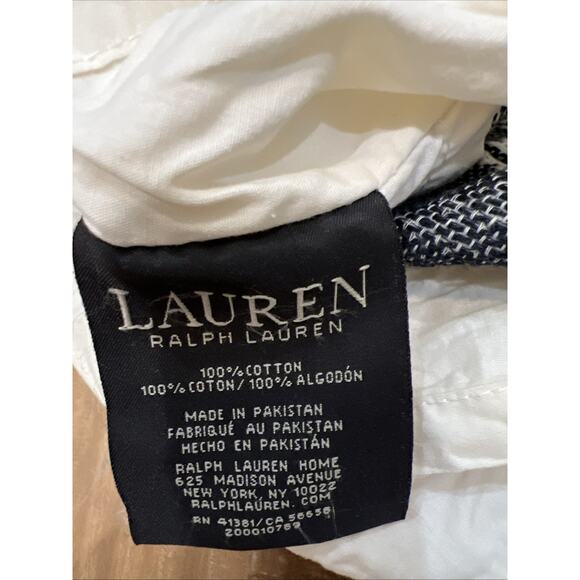 LAUREN
RALPH LAUREN
100% COTTON
100% COTON/100% ALGODÓN
MADE IN PAKISTAN
FABRIQUÉ AU PAKISTAN
HECHO EN PAKISTÁN
RALPH LAUREN HOME
625 MADISON AVENUE
NEW YORK, NY 10022
RALPHLAUREN.COM
RN 41381/CA 56656
200010769